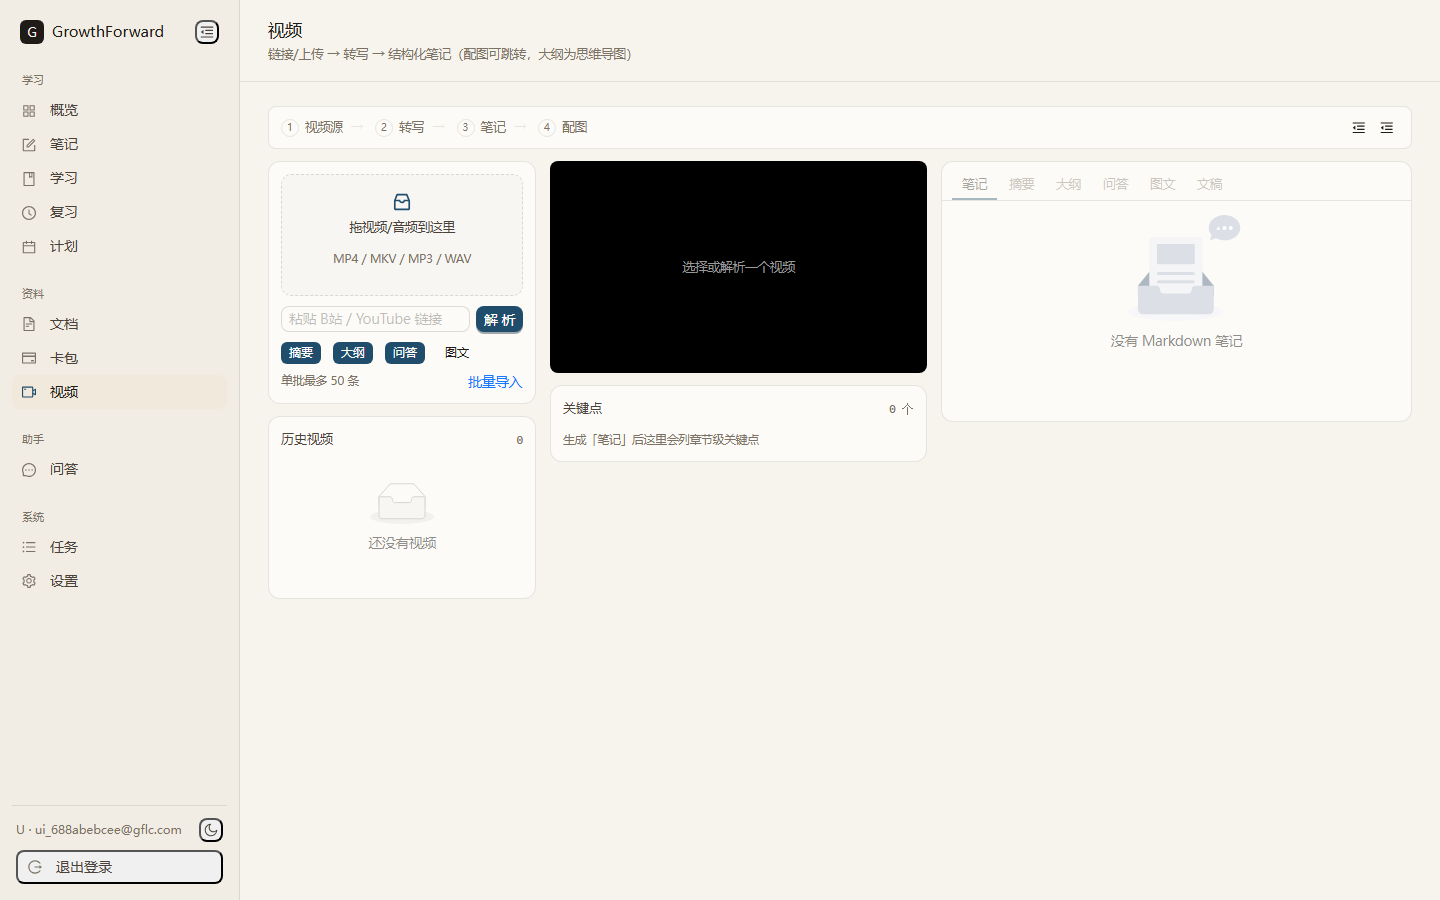 G GrowthForward
学习
概览
笔记
学习
复习
计划
资料
文档
卡包
视频
助手
问答
系统
任务
设置
U · ui_688abebcee@gflc.com
退出登录
视频
链接/上传 → 转写 → 结构化笔记（配图可跳转，大纲为思维导图）
1 视频源 → 2 转写 → 3 笔记 → 4 配图
拖视频/音频到这里
MP4 / MKV / MP3 / WAV
粘贴 B站 / YouTube 链接 解 析
摘要 大纲 问答 图文
单批最多 50 条 批量导入
历史视频 0
还没有视频
选择或解析一个视频
关键点 0 个
生成「笔记」后这里会列章节级关键点
笔记 摘要 大纲 问答 图文 文稿
没有 Markdown 笔记